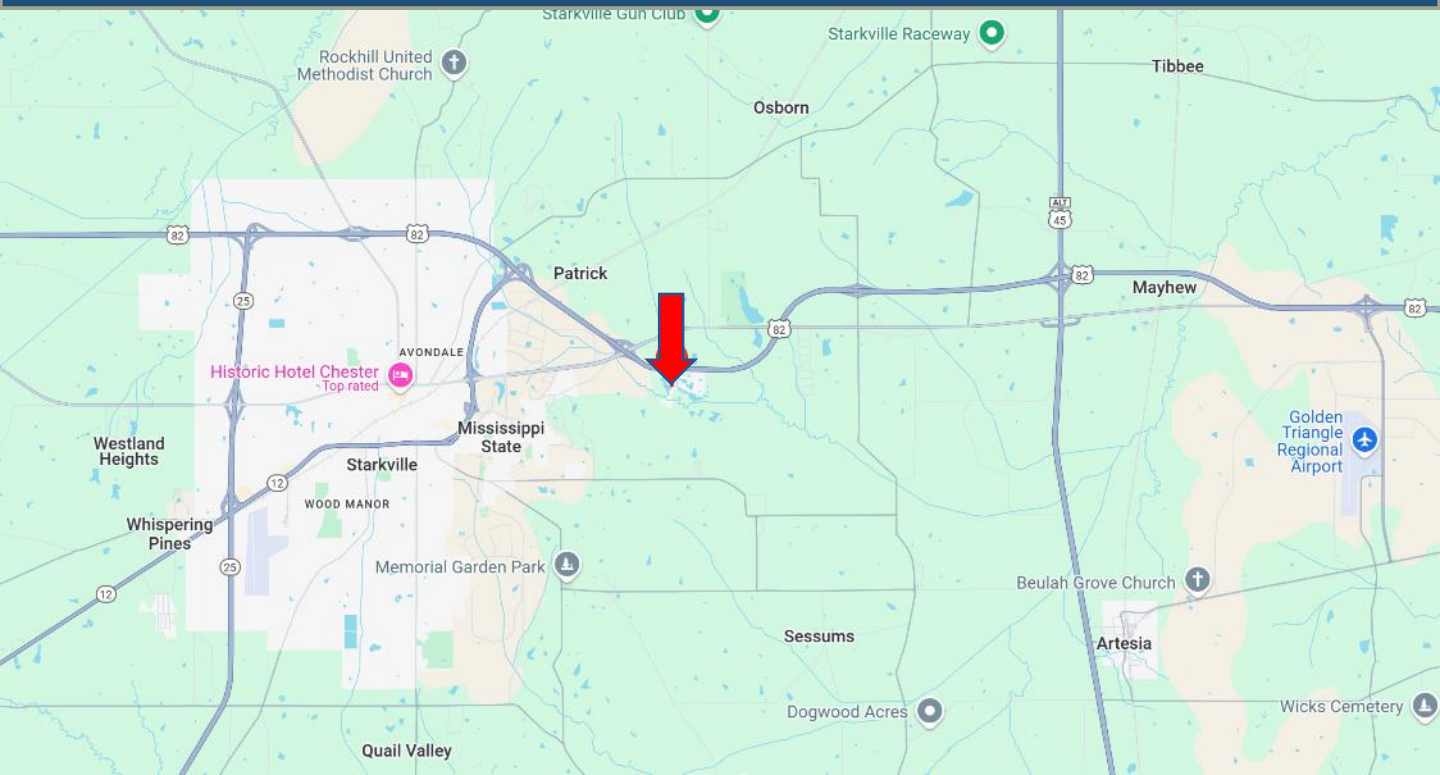 Starkville Gun Club
Starkville Raceway
Rockhill United
Methodist Church
Tibbee
Osborn
ALT
45
82
82
Patrick
82
Mayhew
25
82
82
AVONDALE
Historic Hotel Chester
Top rated
Mississippi
State
Golden
Triangle
Regional
Airport
Westland
Heights
Starkville
12
WOOD MANOR
Whispering
Pines
Memorial Garden Park
25
Beulah Grove Church
12
Sessums
Artesia
Dogwood Acres
Wicks Cemetery
Quail Valley